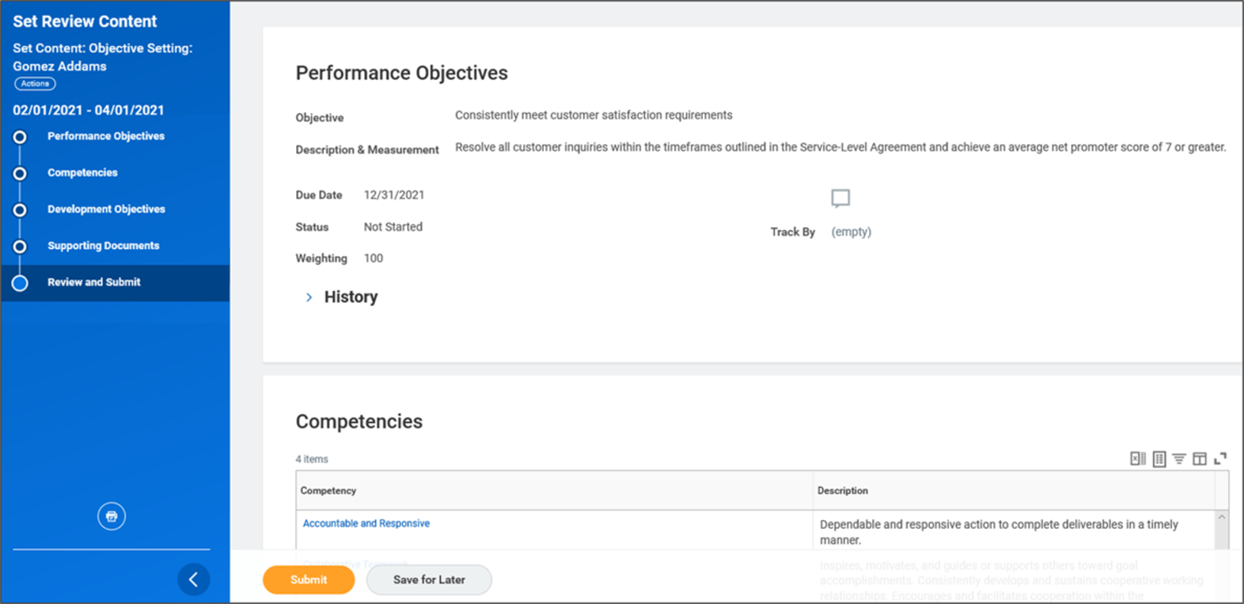 Set Review Content
Set Content: Objective Setting:
Gomez Addams
Actions
02/01/2021 - 04/01/2021
Performance Objectives
Competencies
Development Objectives
Supporting Documents
Review and Submit
Performance Objectives
Objective Consistently meet customer satisfaction requirements
Description & Measurement Resolve all customer inquiries within the timeframes outlined in the Service-Level Agreement and achieve an average net promoter score of 7 or greater.
Due Date 12/31/2021
Status Not Started
Track By (empty)
Weighting 100
History
Competencies
4 items
Competency Description
Accountable and Responsive Dependable and responsive action to complete deliverables in a timely
manner.
Inspires, motivates, and guides or supports others toward goal
accomplishments. Consistently develops and sustains cooperative working
relationships. Encourages and facilitates cooperation within the
Submit Save for Later